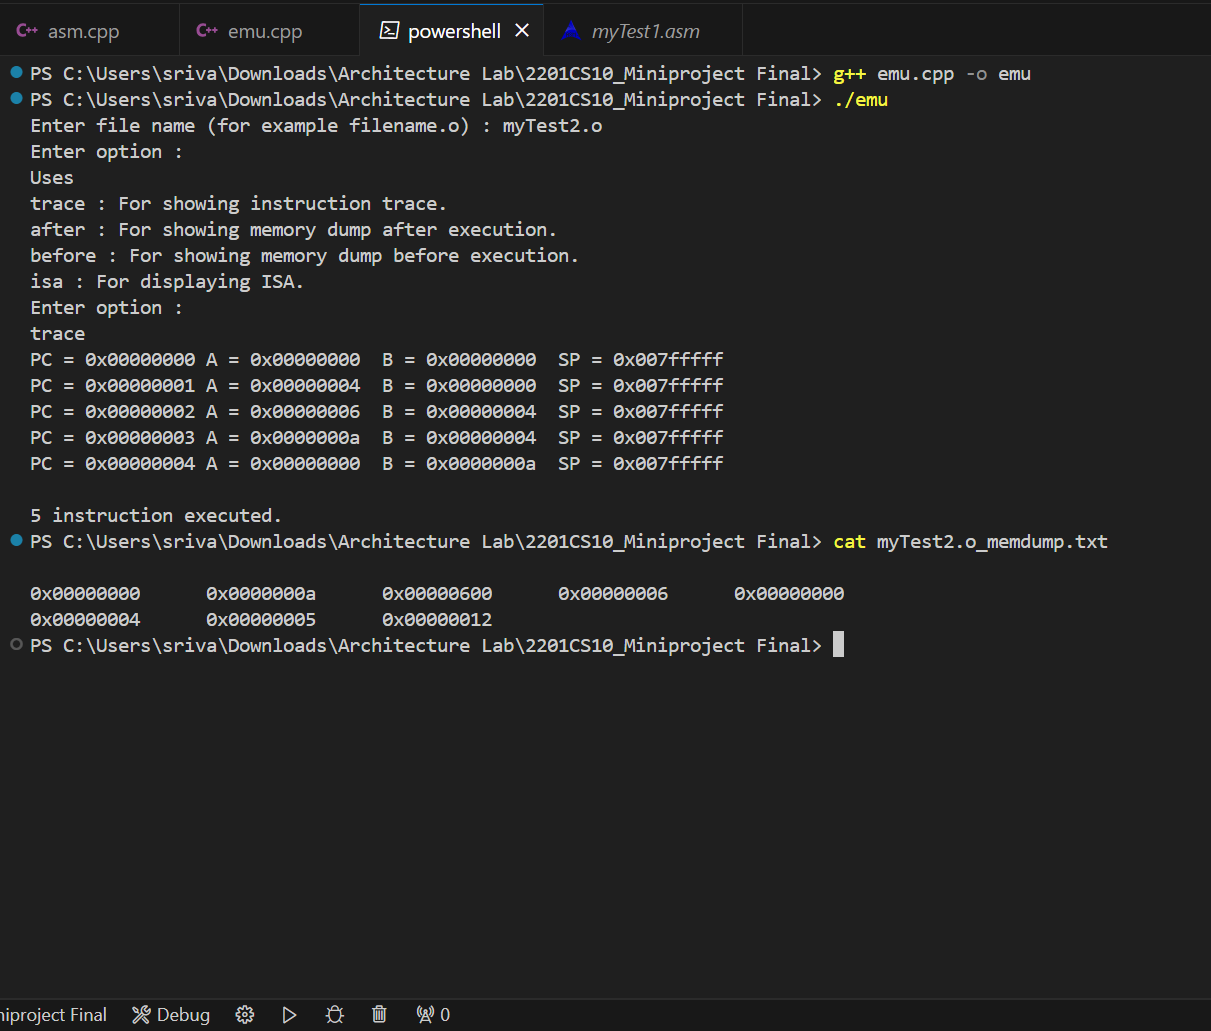 C++ asm.cpp C++ emu.cpp powershell myTest1.asm
PS C:\Users\sriva\Downloads\Architecture Lab\2201CS10_Miniproject Final> g++ emu.cpp -o emu
PS C:\Users\sriva\Downloads\Architecture Lab\2201CS10_Miniproject Final> ./emu
Enter file name (for example filename.o) : myTest2.o
Enter option :
Uses
trace : For showing instruction trace.
after : For showing memory dump after execution.
before : For showing memory dump before execution.
isa : For displaying ISA.
Enter option :
trace
PC = 0x00000000 A = 0x00000000  B = 0x00000000  SP = 0x007fffff
PC = 0x00000001 A = 0x00000004  B = 0x00000000  SP = 0x007fffff
PC = 0x00000002 A = 0x00000006  B = 0x00000004  SP = 0x007fffff
PC = 0x00000003 A = 0x0000000a  B = 0x00000004  SP = 0x007fffff
PC = 0x00000004 A = 0x00000000  B = 0x0000000a  SP = 0x007fffff
5 instruction executed.
PS C:\Users\sriva\Downloads\Architecture Lab\2201CS10_Miniproject Final> cat myTest2.o_memdump.txt
0x00000000      0x0000000a      0x00000600      0x00000006      0x00000000
0x00000004      0x00000005      0x00000012
PS C:\Users\sriva\Downloads\Architecture Lab\2201CS10_Miniproject Final>
niproject Final Debug 0